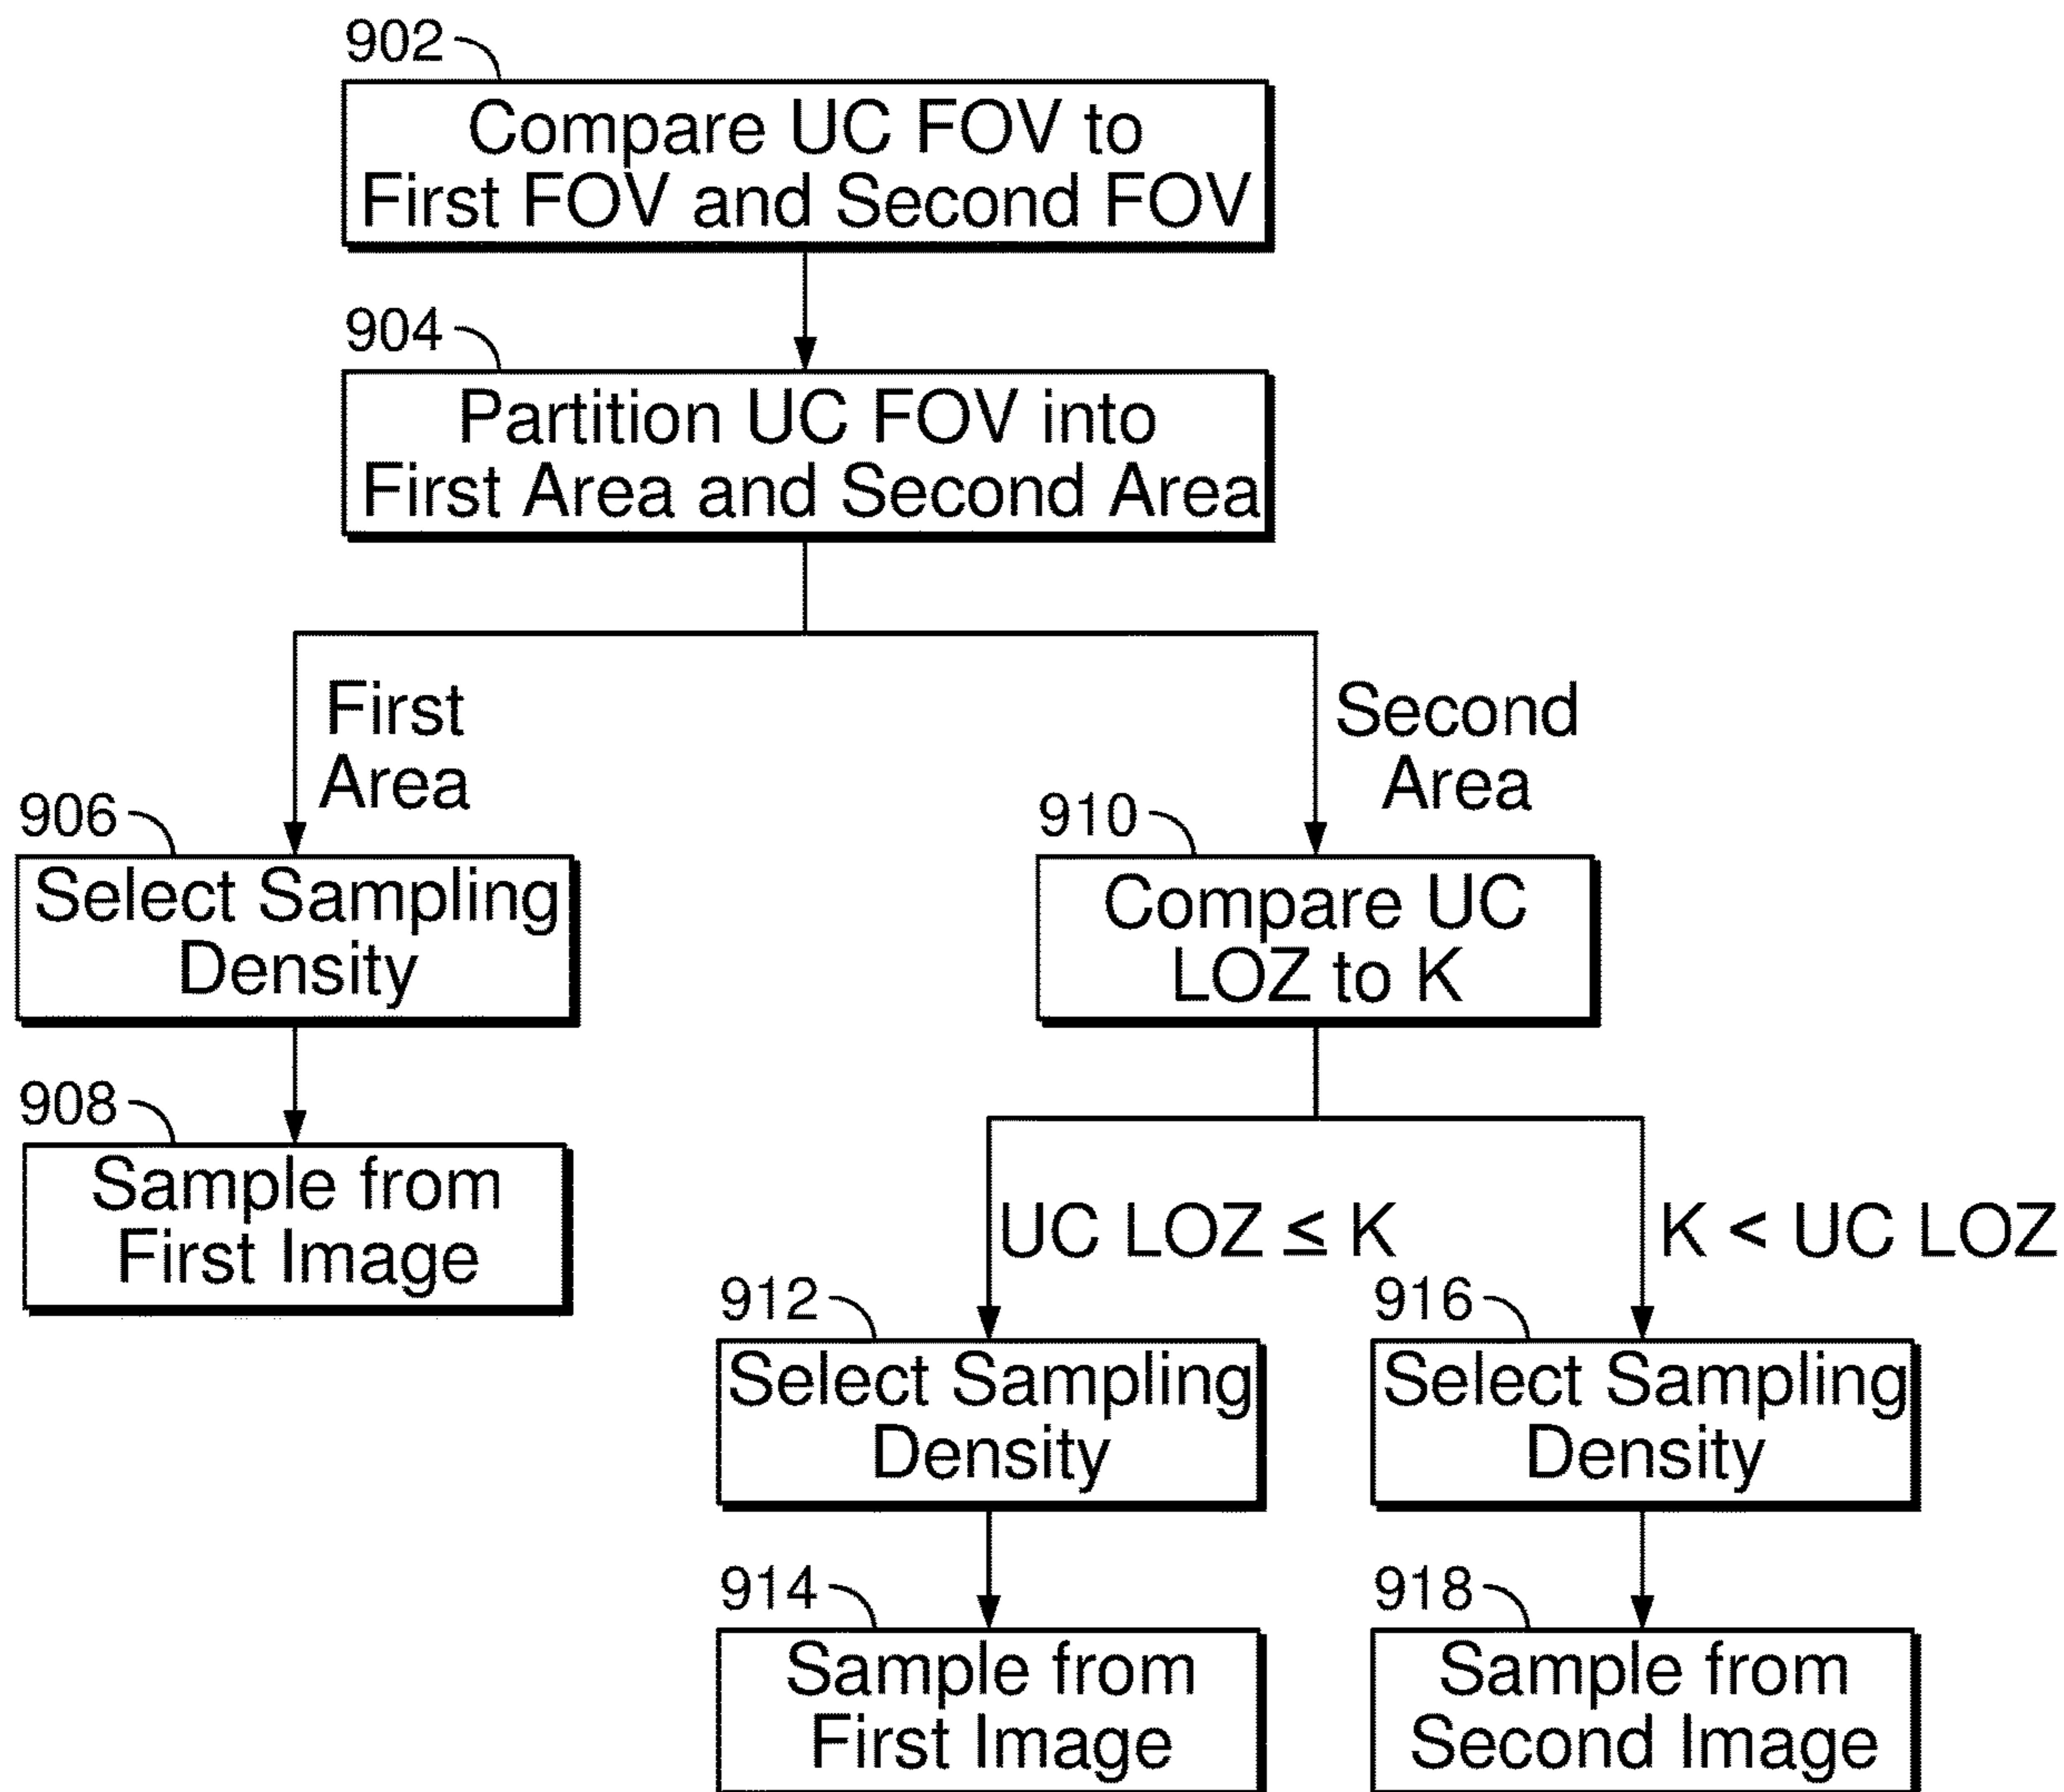 902
Compare UC FOV to
First FOV and Second FOV
904
Partition UC FOV into
First Area and Second Area
First
Area
Second
Area
906
Select Sampling
Density
910
Compare UC
LOZ to K
908
Sample from
First Image
UC LOZ ≤ K
K < UC LOZ
912
Select Sampling
Density
916
Select Sampling
Density
914
Sample from
First Image
918
Sample from
Second Image